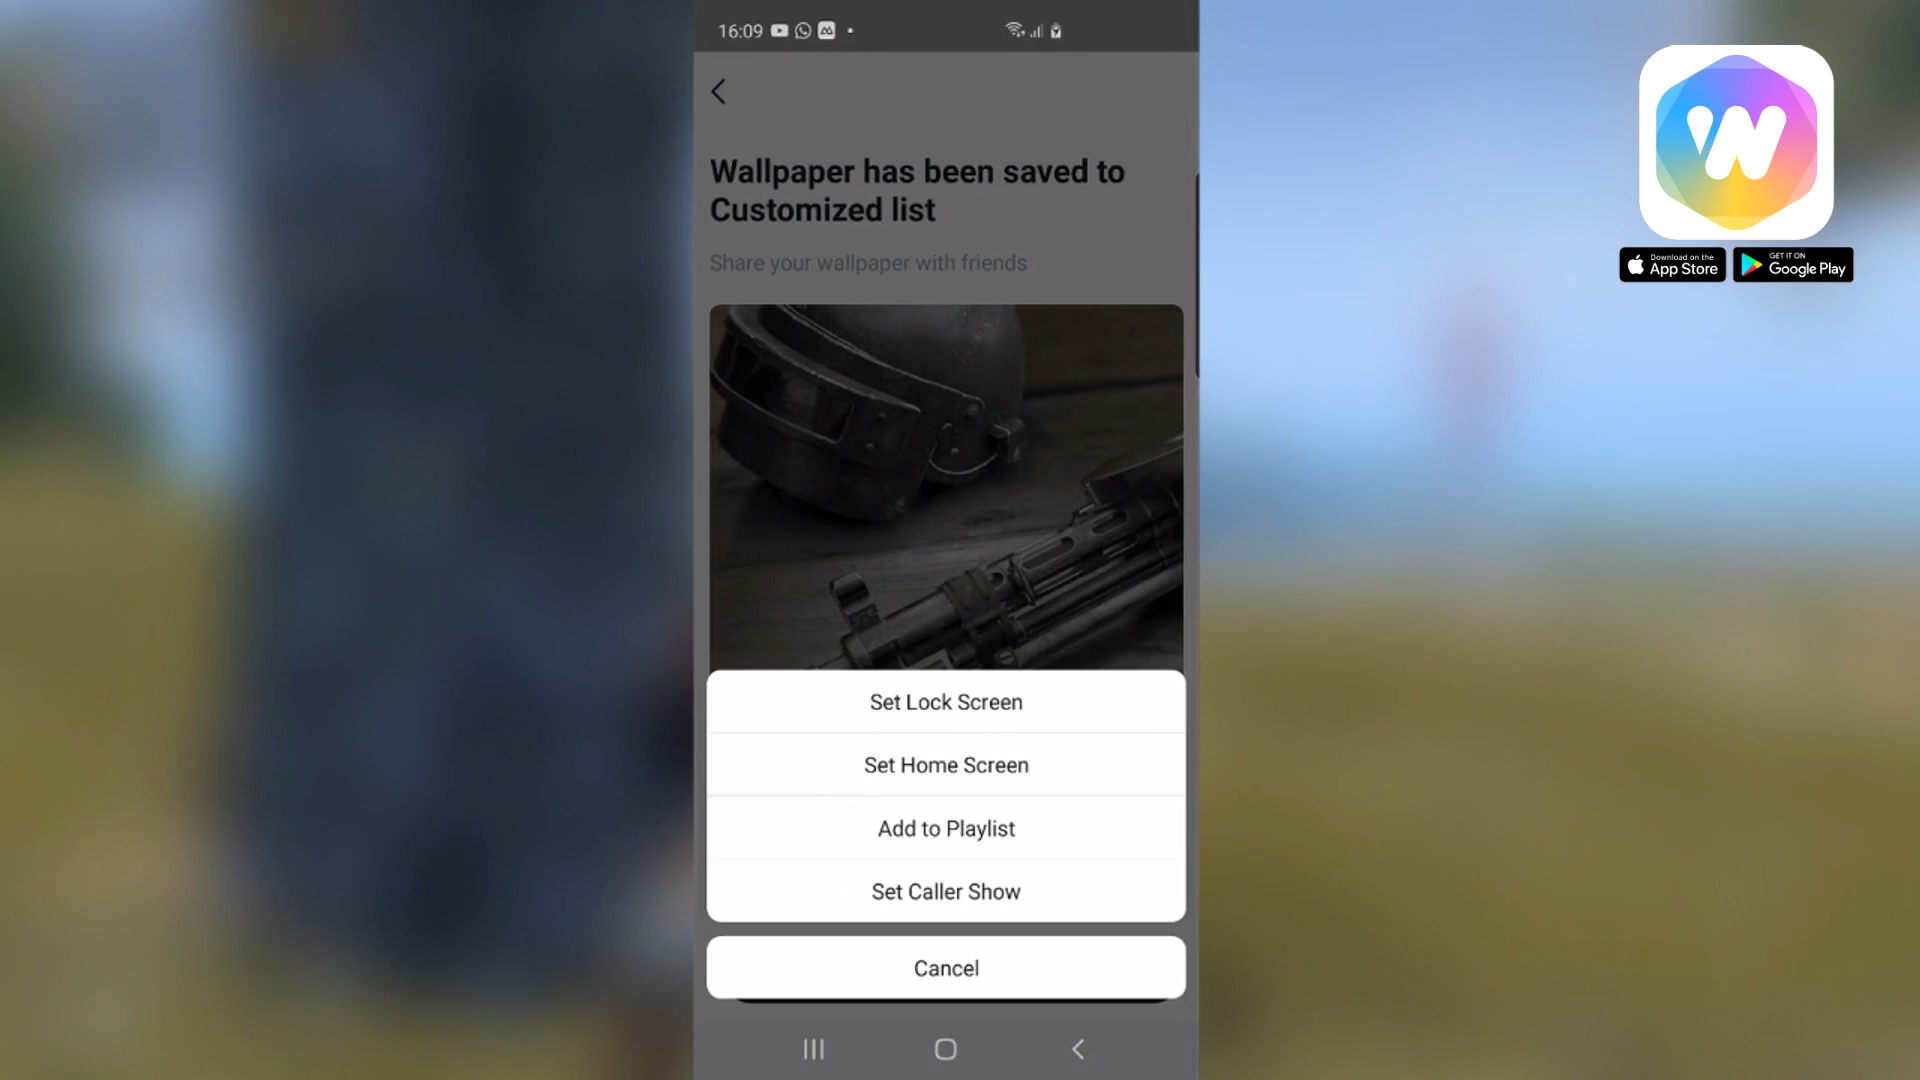 16:09
Wallpaper has been saved to
Customized list
Share your wallpaper with friends
Set Lock Screen
Set Home Screen
Add to Playlist
Set Caller Show
Cancel
W
Download on the
App Store
GET IT ON
Google Play